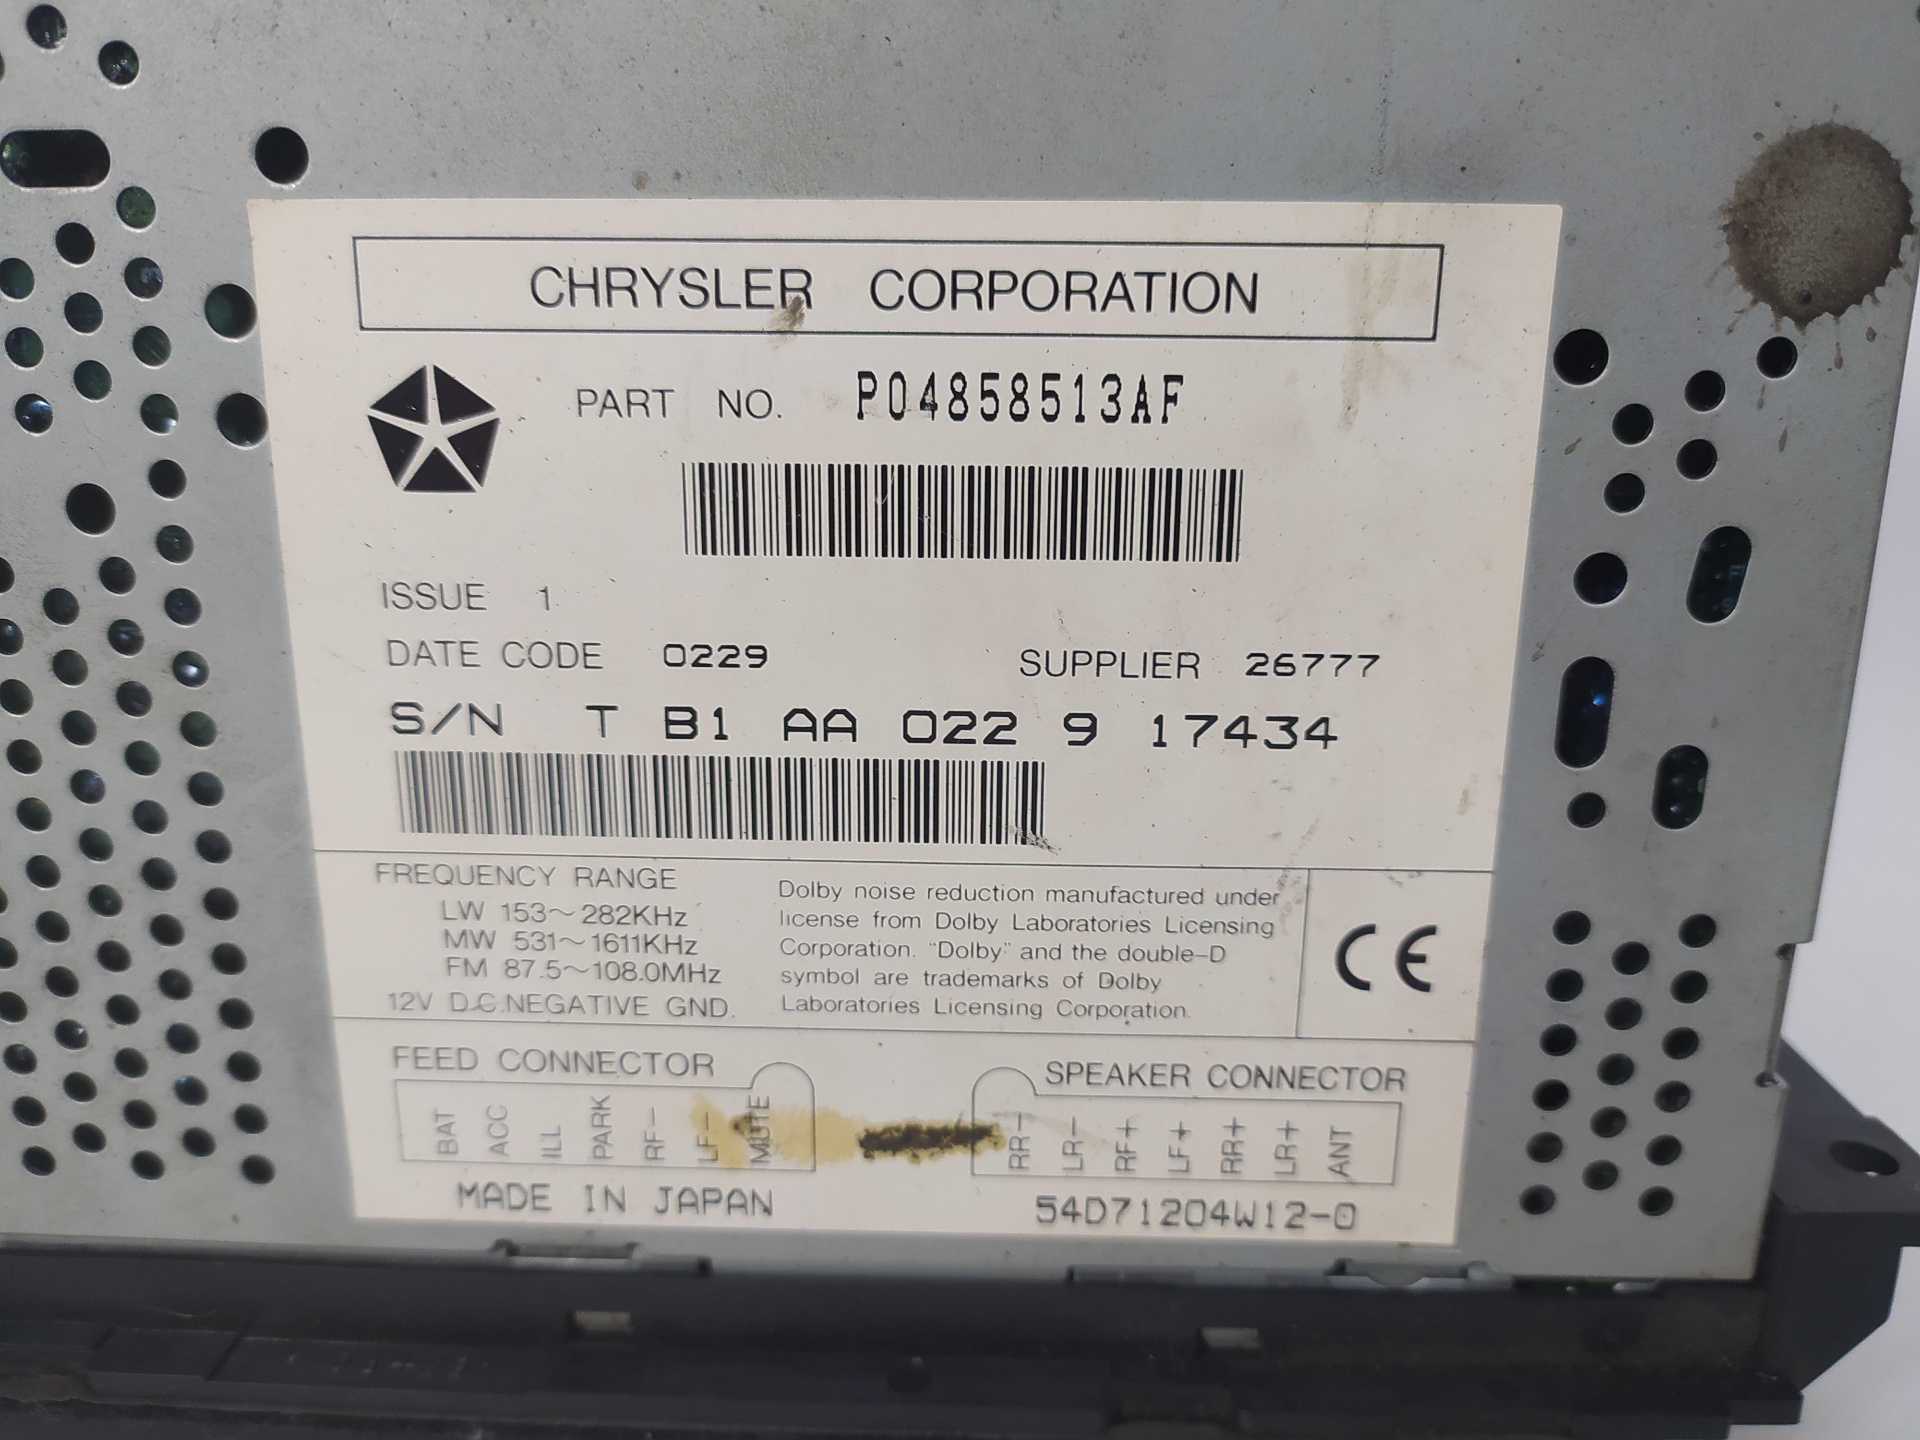 CHRYSLER CORPORATION
PART NO. P04858513AF
ISSUE 1
DATE CODE 0229 SUPPLIER 26777
S/N T B1 AA 022 9 17434
FREQUENCY RANGE
LW 153~282KHz
MW 531~1611KHz
FM 87.5~108.0MHz
12V D.C.NEGATIVE GND.
Dolby noise reduction manufactured under
license from Dolby Laboratories Licensing
Corporation. "Dolby" and the double-D
symbol are trademarks of Dolby
Laboratories Licensing Corporation.
CE
FEED CONNECTOR
BAT ACC ILL PARK RF- LF- MUTE
SPEAKER CONNECTOR
RR- LR- RF+ LF+ RR+ LR+ ANT
MADE IN JAPAN 54D71204W12-0